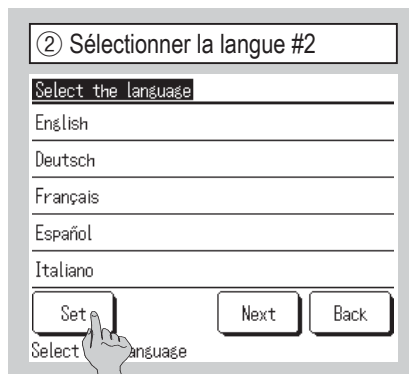 ② Sélectionner la langue #2
Select the language
English
Deutsch
Français
Español
Italiano
Set Next Back
Select anguage